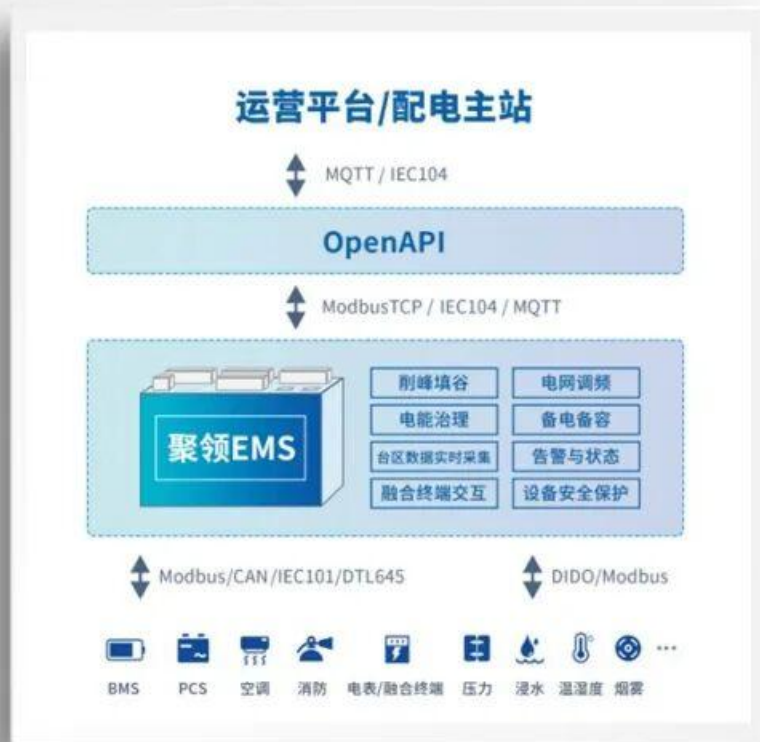 运营平台/配电主站
MQTT / IEC104
OpenAPI
ModbusTCP / IEC104 / MQTT
聚领EMS
削峰填谷 电网调频
电能治理 备电备容
台区数据实时采集 告警与状态
融合终端交互 设备安全保护
Modbus/CAN/IEC101/DTL645 DIDO/Modbus
BMS PCS 空调 消防 电表/融合终端 压力 浸水 温湿度 烟雾 ···